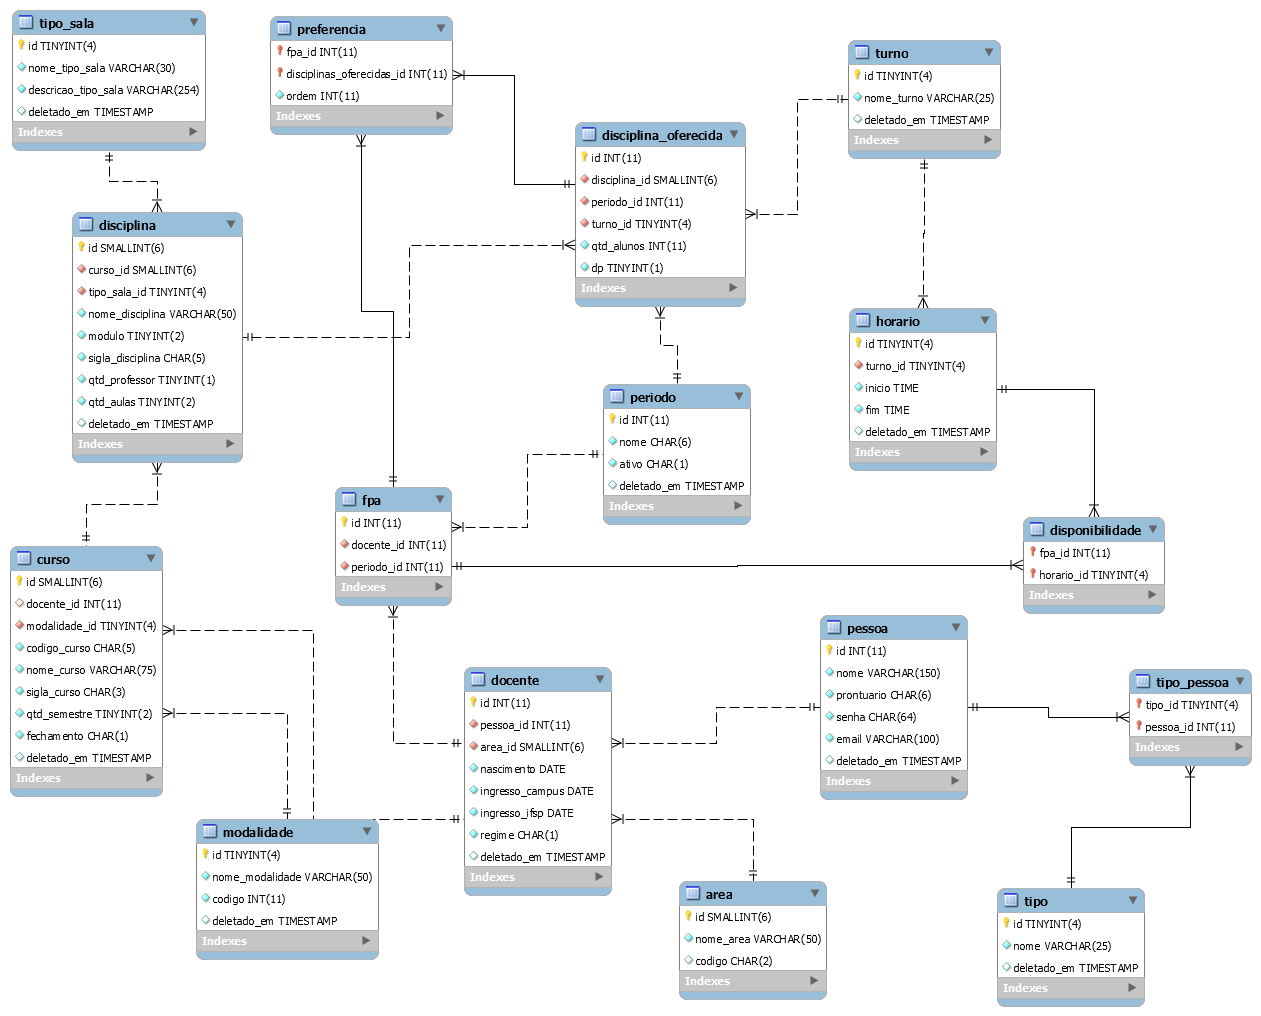 tipo_sala
id TINYINT(4)
nome_tipo_sala VARCHAR(30)
descricao_tipo_sala VARCHAR(254)
deletado_em TIMESTAMP
Indexes
preferencia
fpa_id INT(11)
disciplinas_oferecidas_id INT(11)
ordem INT(11)
Indexes
disciplina_oferecida
id INT(11)
disciplina_id SMALLINT(6)
periodo_id INT(11)
turno_id TINYINT(4)
qtd_alunos INT(11)
dp TINYINT(1)
Indexes
turno
id TINYINT(4)
nome_turno VARCHAR(25)
deletado_em TIMESTAMP
Indexes
disciplina
id SMALLINT(6)
curso_id SMALLINT(6)
tipo_sala_id TINYINT(4)
nome_disciplina VARCHAR(50)
modulo TINYINT(2)
sigla_disciplina CHAR(5)
qtd_professor TINYINT(1)
qtd_aulas TINYINT(2)
deletado_em TIMESTAMP
Indexes
horario
id TINYINT(4)
turno_id TINYINT(4)
inicio TIME
fim TIME
deletado_em TIMESTAMP
Indexes
periodo
id INT(11)
nome CHAR(6)
ativo CHAR(1)
deletado_em TIMESTAMP
Indexes
fpa
id INT(11)
docente_id INT(11)
periodo_id INT(11)
Indexes
disponibilidade
fpa_id INT(11)
horario_id TINYINT(4)
Indexes
curso
id SMALLINT(6)
docente_id INT(11)
modalidade_id TINYINT(4)
codigo_curso CHAR(5)
nome_curso VARCHAR(75)
sigla_curso CHAR(3)
qtd_semestre TINYINT(2)
fechamento CHAR(1)
deletado_em TIMESTAMP
Indexes
docente
id INT(11)
pessoa_id INT(11)
area_id SMALLINT(6)
nascimento DATE
ingresso_campus DATE
ingresso_ifsp DATE
regime CHAR(1)
deletado_em TIMESTAMP
Indexes
pessoa
id INT(11)
nome VARCHAR(150)
prontuario CHAR(6)
senha CHAR(64)
email VARCHAR(100)
deletado_em TIMESTAMP
Indexes
tipo_pessoa
tipo_id TINYINT(4)
pessoa_id INT(11)
Indexes
modalidade
id TINYINT(4)
nome_modalidade VARCHAR(50)
codigo INT(11)
deletado_em TIMESTAMP
Indexes
area
id SMALLINT(6)
nome_area VARCHAR(50)
codigo CHAR(2)
Indexes
tipo
id TINYINT(4)
nome VARCHAR(25)
deletado_em TIMESTAMP
Indexes